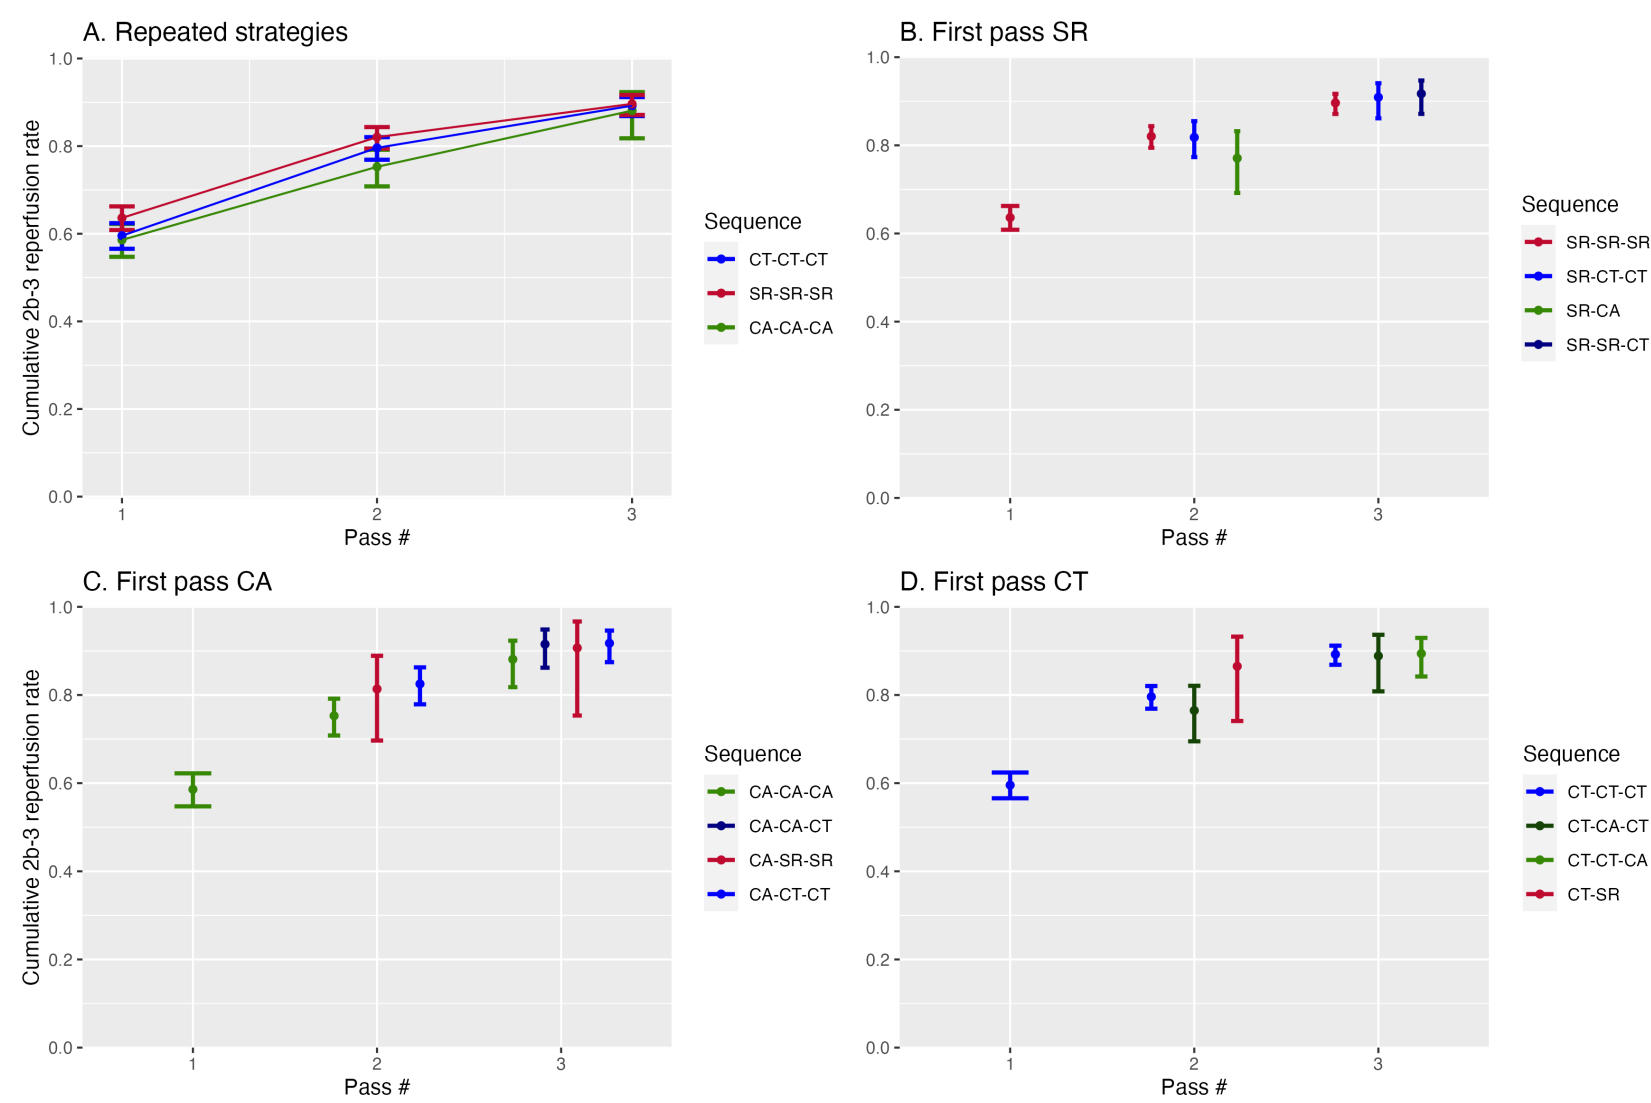 A. Repeated strategies
Cumulative 2b-3 reperfusion rate
1.0
0.8
0.6
0.4
0.2
0.0
1
2
3
Pass #
Sequence
CT-CT-CT
SR-SR-SR
CA-CA-CA
B. First pass SR
1.0
0.8
0.6
0.4
0.2
0.0
1
2
3
Pass #
Sequence
SR-SR-SR
SR-CT-CT
SR-CA
SR-SR-CT
C. First pass CA
Cumulative 2b-3 reperfusion rate
1.0
0.8
0.6
0.4
0.2
0.0
1
2
3
Pass #
Sequence
CA-CA-CA
CA-CA-CT
CA-SR-SR
CA-CT-CT
D. First pass CT
1.0
0.8
0.6
0.4
0.2
0.0
1
2
3
Pass #
Sequence
CT-CT-CT
CT-CA-CT
CT-CT-CA
CT-SR